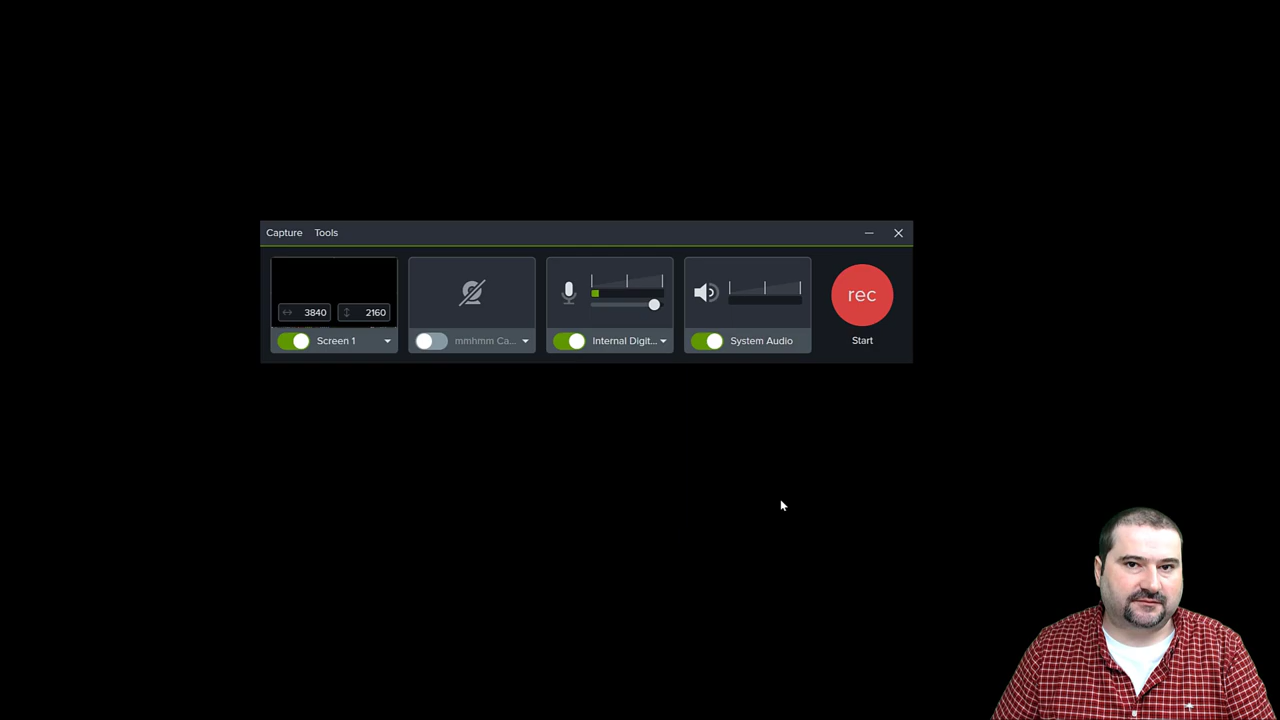 Capture Tools
3840 2160
Screen 1
mmhmm Ca...
Internal Digit...
System Audio
rec
Start